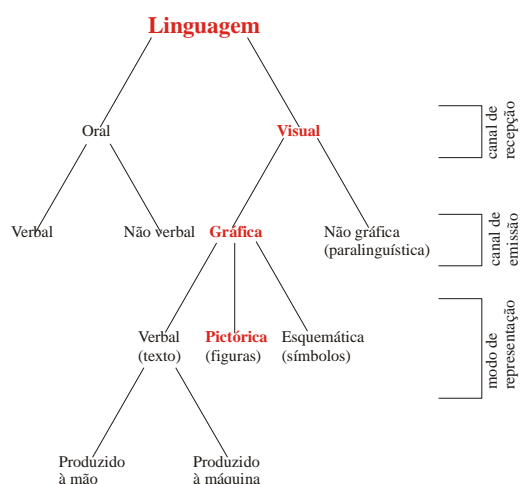 Linguagem
Oral
Visual
canal de
recepção
Verbal
Não verbal
Gráfica
Não gráfica
(paralinguística)
canal de
emissão
Verbal
(texto)
Pictórica
(figuras)
Esquemática
(símbolos)
modo de
representação
Produzido
à mão
Produzido
à máquina